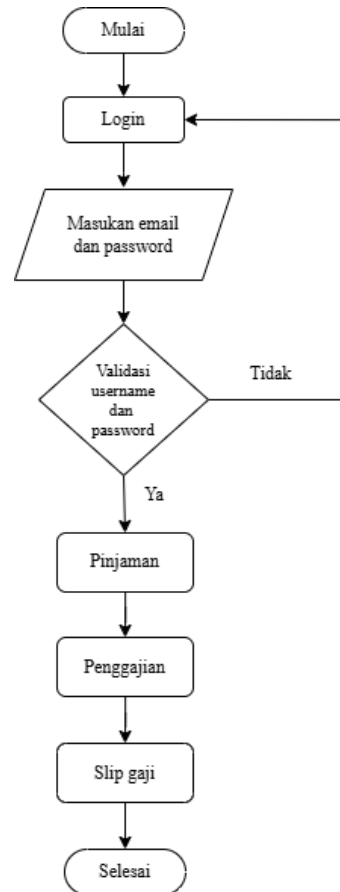 Mulai
Login
Masukan email
dan password
Validasi
username
dan
password
Tidak
Ya
Pinjaman
Penggajian
Slip gaji
Selesai